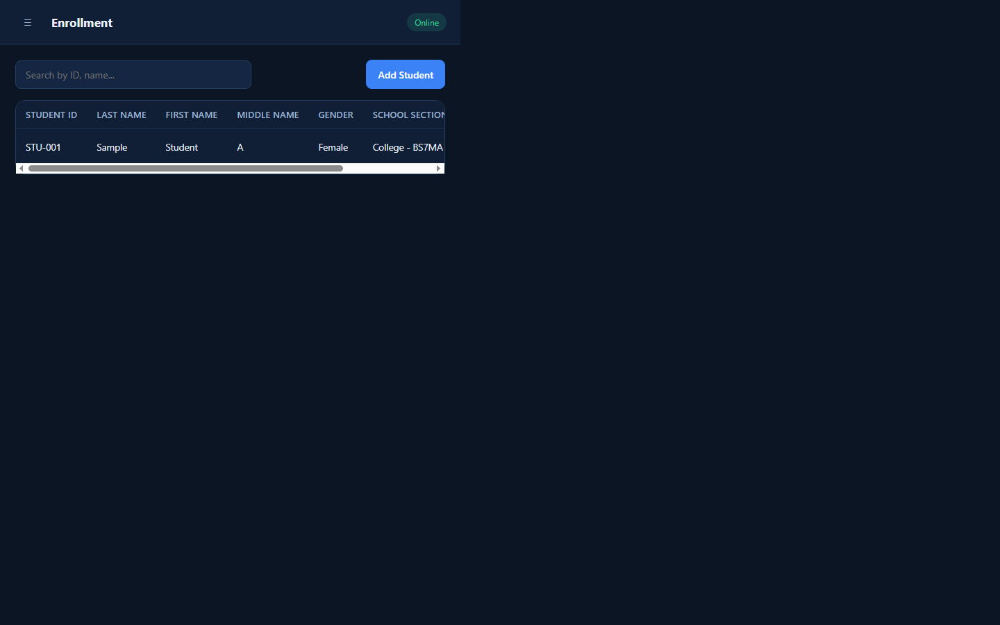 ☰ Enrollment Online
Search by ID, name... Add Student
STUDENT ID LAST NAME FIRST NAME MIDDLE NAME GENDER SCHOOL SECTION
STU-001 Sample Student A Female College - BS7MA